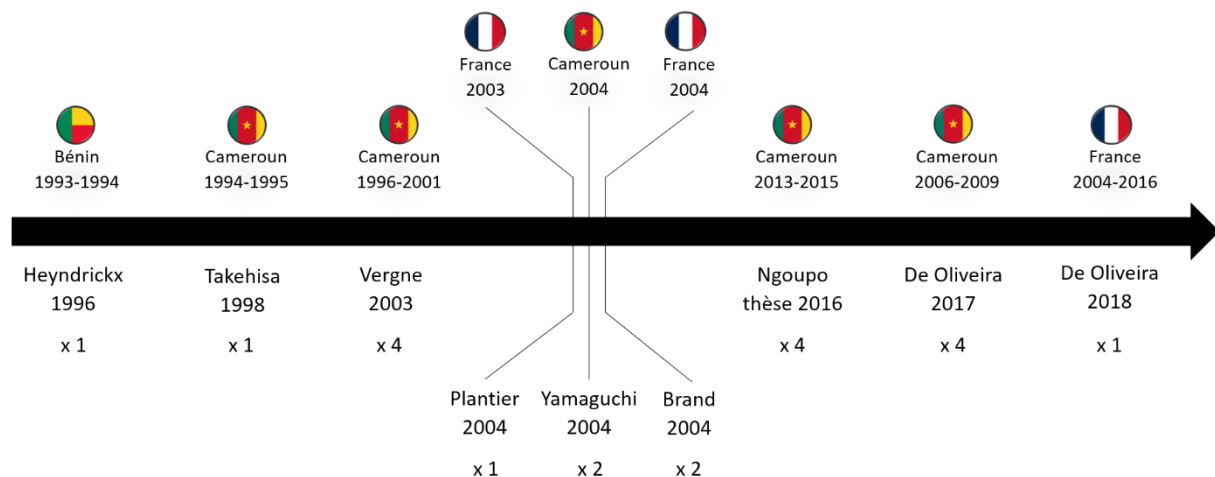 France
2003
Cameroun
2004
France
2004
Bénin
1993-1994
Cameroun
1994-1995
Cameroun
1996-2001
Cameroun
2013-2015
Cameroun
2006-2009
France
2004-2016
Heyndrickx
1996
x 1
Takehisa
1998
x 1
Vergne
2003
x 4
Ngoupo
thèse 2016
x 4
De Oliveira
2017
x 4
De Oliveira
2018
x 1
Plantier
2004
x 1
Yamaguchi
2004
x 2
Brand
2004
x 2